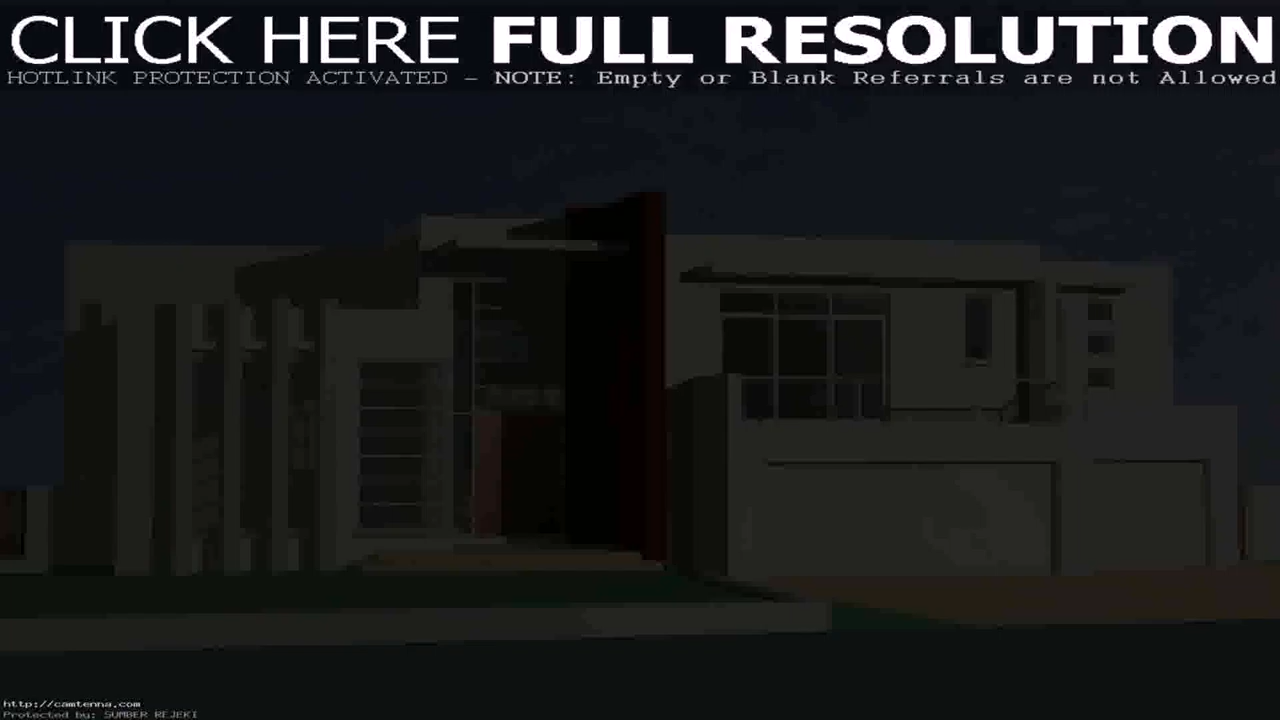 CLICK HERE FULL RESOLUTION
HOTLINK PROTECTION ACTIVATED – NOTE: Empty or Blank Referrals are not Allowed
http://camtenna.com
Protected by: SUMBER REJEKI